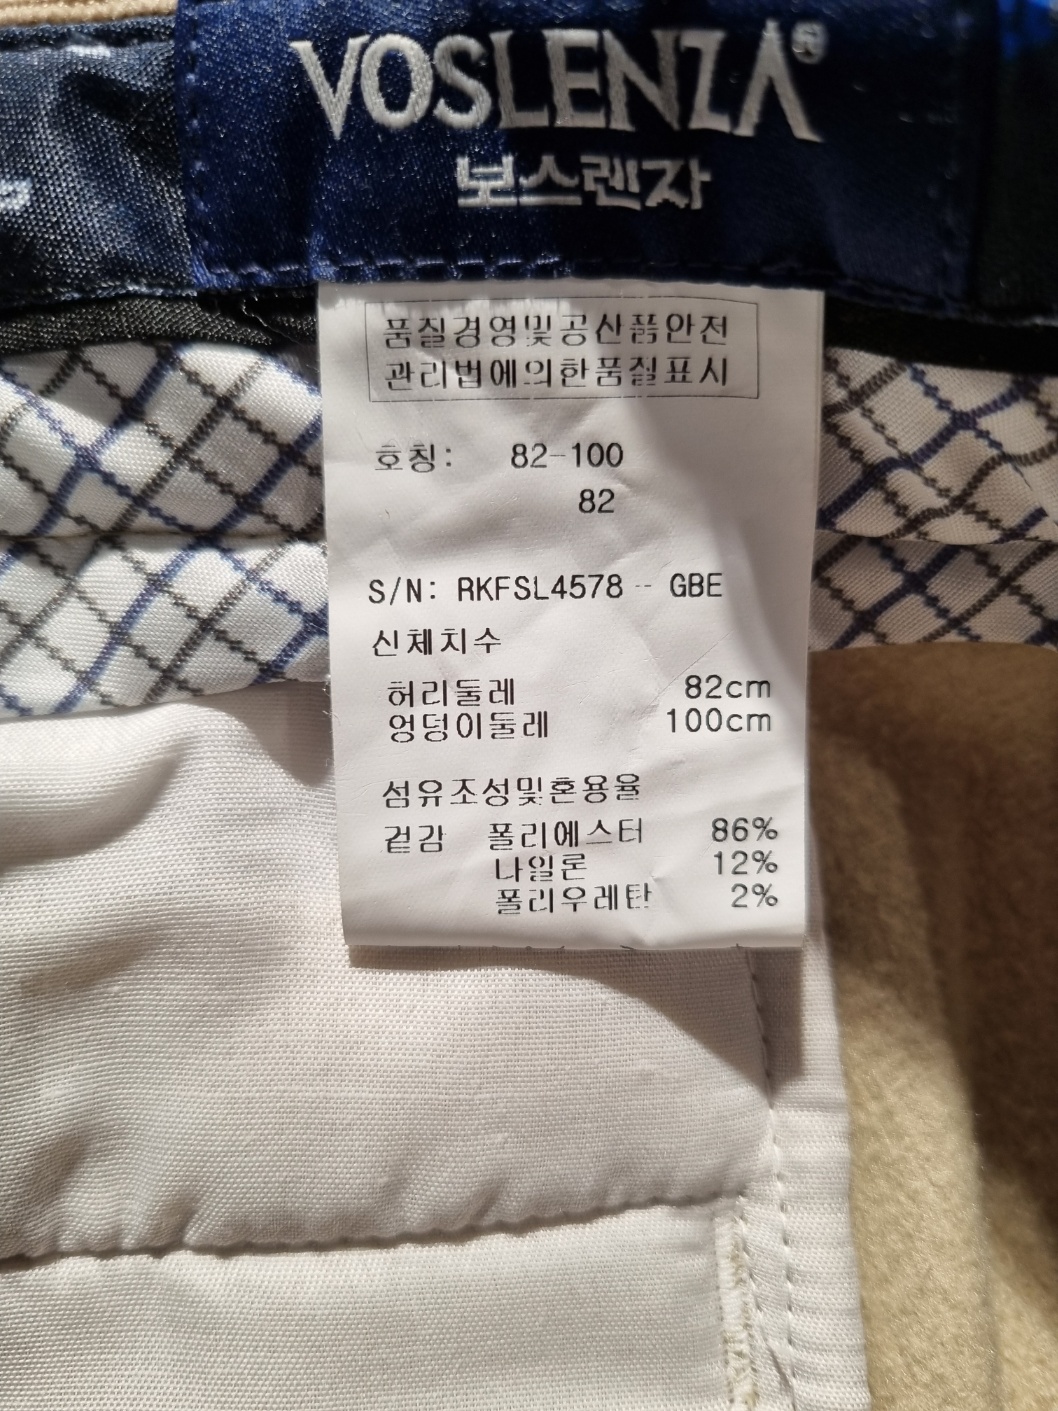 VOSLENZA®
보스렌자
품질경영및공산품안전
관리법에의한품질표시
호칭: 82-100
82
S/N: RKFSL4578 - GBE
신체치수
허리둘레 82cm
엉덩이둘레 100cm
섬유조성및혼용율
겉감 폴리에스터 86%
나일론 12%
폴리우레탄 2%